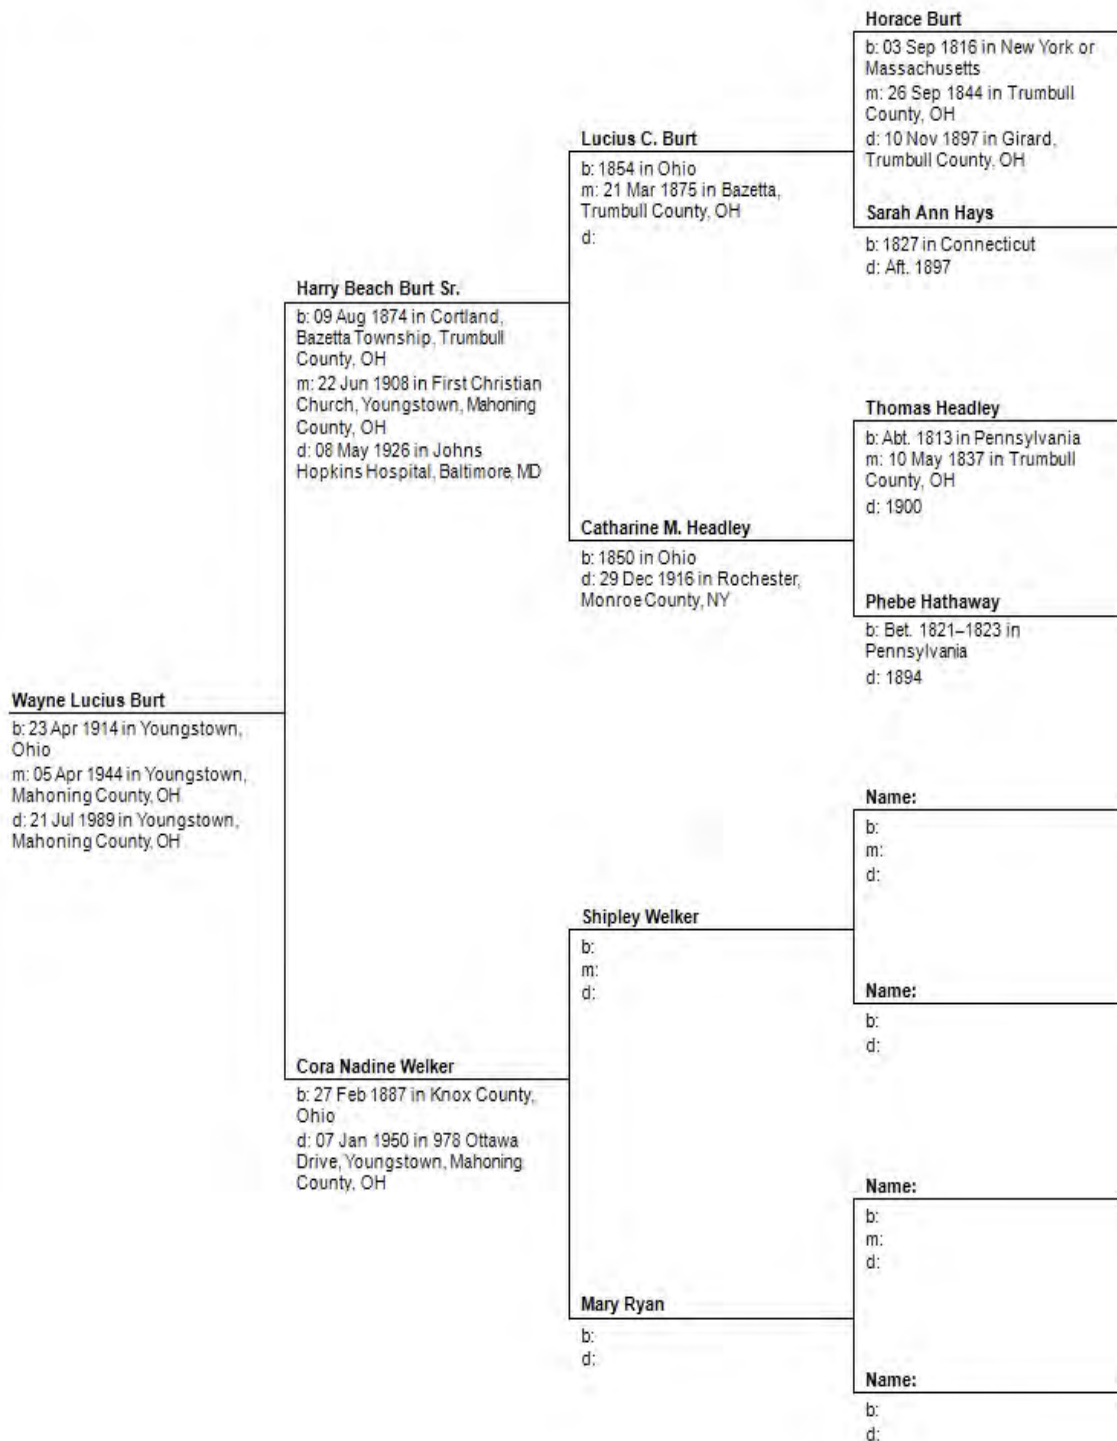 Horace Burt
b: 03 Sep 1816 in New York or
Massachusetts
m: 26 Sep 1844 in Trumbull
County, OH
d: 10 Nov 1897 in Girard,
Trumbull County, OH
Lucius C. Burt
b: 1854 in Ohio
m: 21 Mar 1875 in Bazetta,
Trumbull County, OH
d:
Sarah Ann Hays
b: 1827 in Connecticut
d: Aft. 1897
Harry Beach Burt Sr.
b: 09 Aug 1874 in Cortland,
Bazetta Township, Trumbull
County, OH
m: 22 Jun 1908 in First Christian
Church, Youngstown, Mahoning
County, OH
d: 08 May 1926 in Johns
Hopkins Hospital, Baltimore, MD
Thomas Headley
b: Abt. 1813 in Pennsylvania
m: 10 May 1837 in Trumbull
County, OH
d: 1900
Catharine M. Headley
b: 1850 in Ohio
d: 29 Dec 1916 in Rochester,
Monroe County, NY
Phebe Hathaway
b: Bet. 1821–1823 in
Pennsylvania
d: 1894
Wayne Lucius Burt
b: 23 Apr 1914 in Youngstown,
Ohio
m: 05 Apr 1944 in Youngstown,
Mahoning County, OH
d: 21 Jul 1989 in Youngstown,
Mahoning County, OH
Name:
b:
m:
d:
Shipley Welker
b:
m:
d:
Name:
b:
d:
Cora Nadine Welker
b: 27 Feb 1887 in Knox County,
Ohio
d: 07 Jan 1950 in 978 Ottawa
Drive, Youngstown, Mahoning
County, OH
Name:
b:
m:
d:
Mary Ryan
b:
d:
Name:
b:
d: